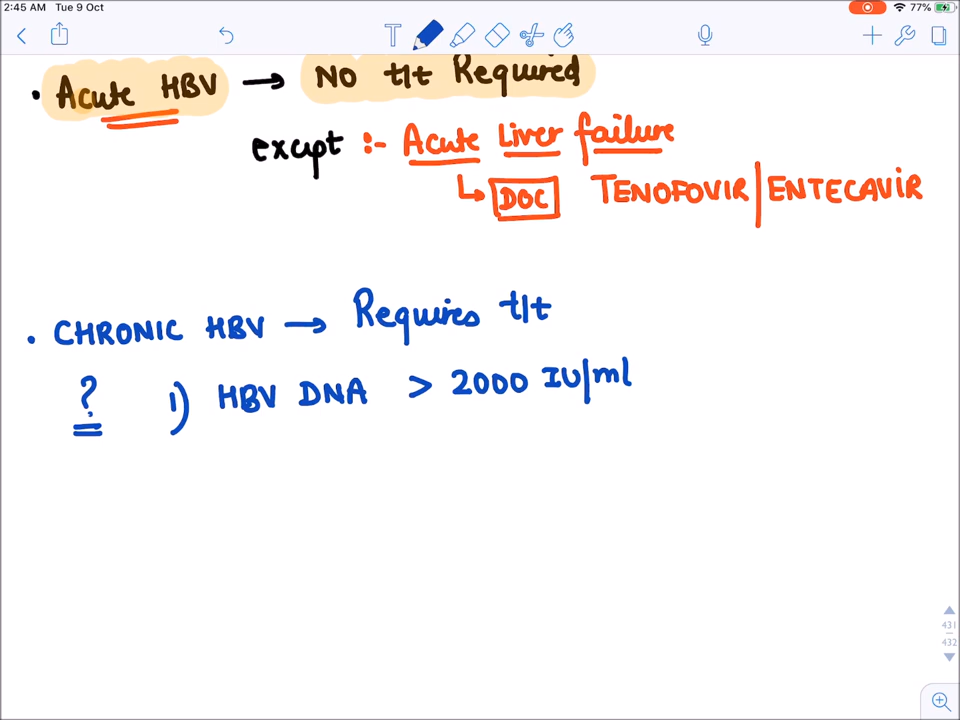 2:45 AM Tue 9 Oct 77%
T
• Acute HBV → NO t/t Required
except :- Acute Liver failure
↳ DOC TENOFOVIR | ENTECAVIR
• CHRONIC HBV → Requires t/t
? 1) HBV DNA > 2000 IU/ml
431
432